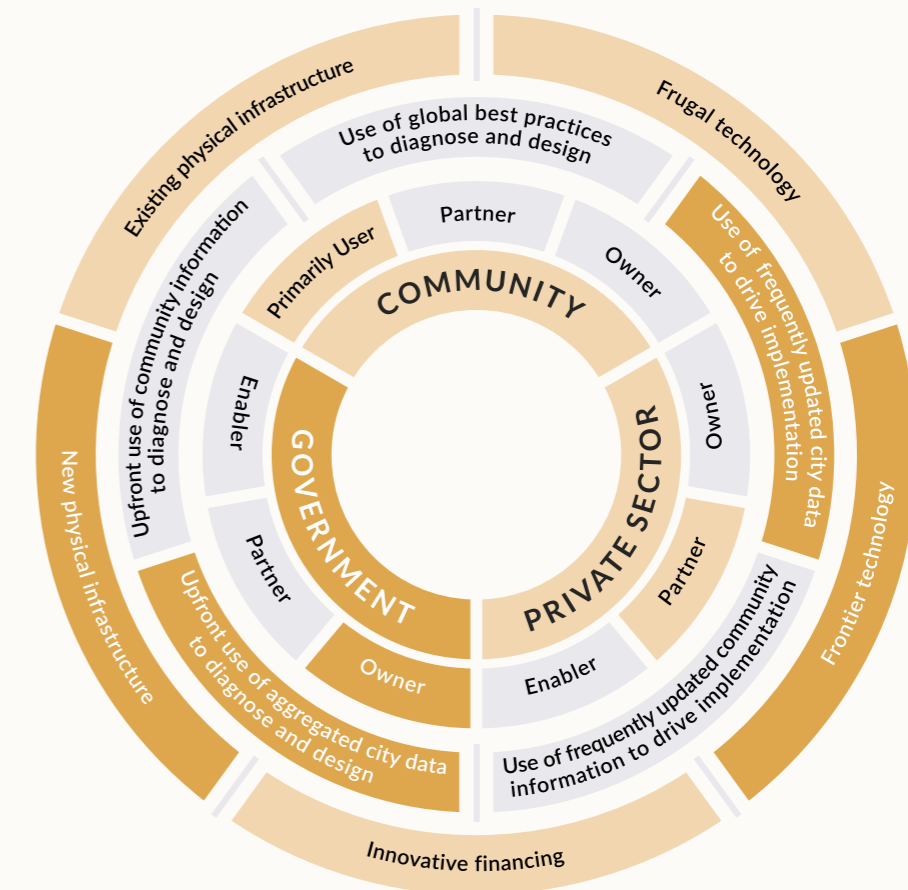 Existing physical infrastructure
Frugal technology
Frontier technology
Innovative financing
New physical infrastructure
Use of global best practices
to diagnose and design
Use of frequently updated city data
to drive implementation
Use of frequently updated community
information to drive implementation
Upfront use of aggregated city data
to diagnose and design
Upfront use of community information
to diagnose and design
Primarily User
Partner
Owner
Owner
Partner
Enabler
Owner
Partner
Enabler
COMMUNITY
PRIVATE SECTOR
GOVERNMENT